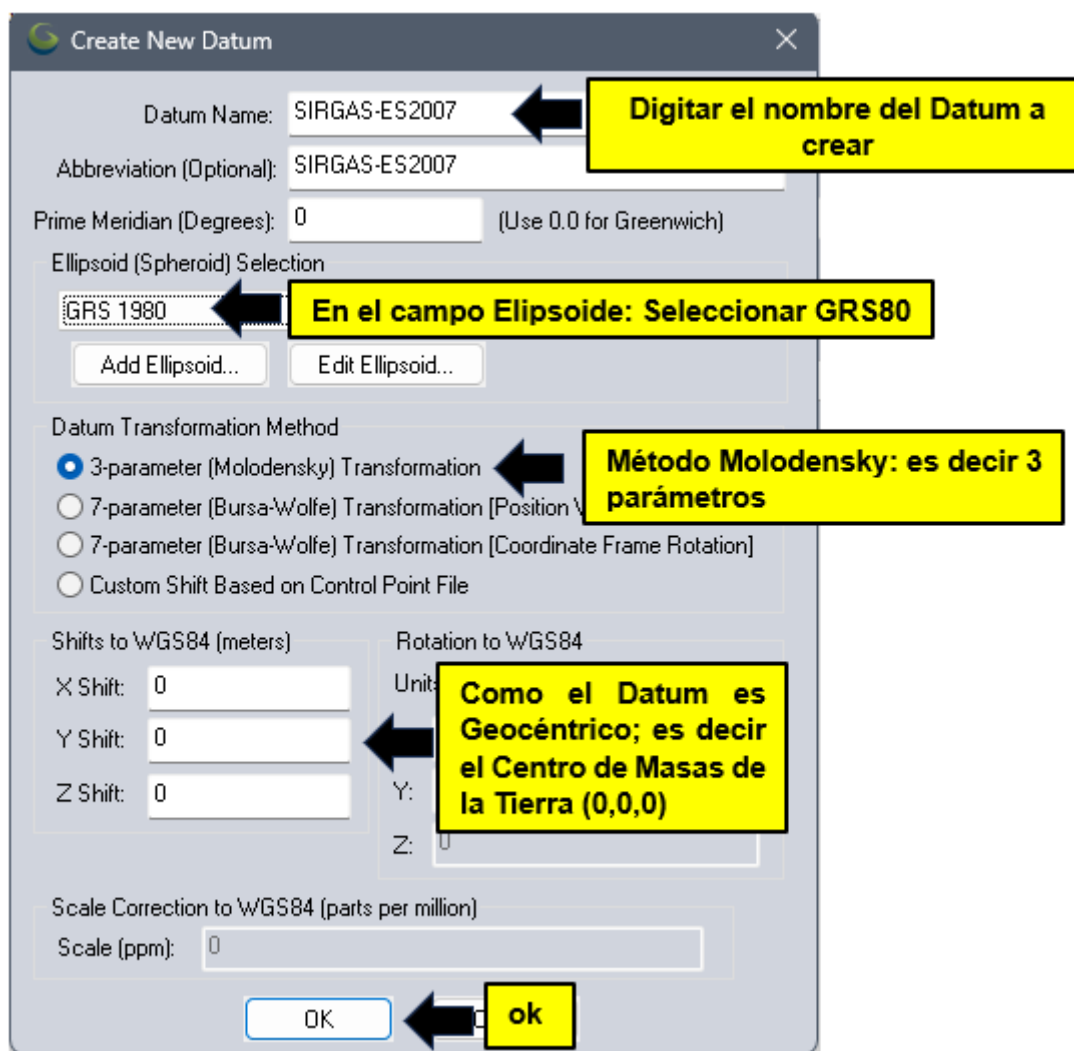 Create New Datum
Datum Name: SIRGAS-ES2007
Digitar el nombre del Datum a
crear
Abbreviation (Optional): SIRGAS-ES2007
Prime Meridian (Degrees): 0 (Use 0.0 for Greenwich)
Ellipsoid (Spheroid) Selection
GRS 1980
En el campo Elipsoide: Seleccionar GRS80
Add Ellipsoid... Edit Ellipsoid...
Datum Transformation Method
3-parameter (Molodensky) Transformation
Método Molodensky: es decir 3
parámetros
7-parameter (Bursa-Wolfe) Transformation [Position
7-parameter (Bursa-Wolfe) Transformation [Coordinate Frame Rotation]
Custom Shift Based on Control Point File
Shifts to WGS84 (meters)
X Shift: 0
Y Shift: 0
Z Shift: 0
Rotation to WGS84
Como el Datum es
Geocéntrico; es decir
el Centro de Masas de
la Tierra (0,0,0)
Y:
Z: 0
Scale Correction to WGS84 (parts per million)
Scale (ppm): 0
OK
ok